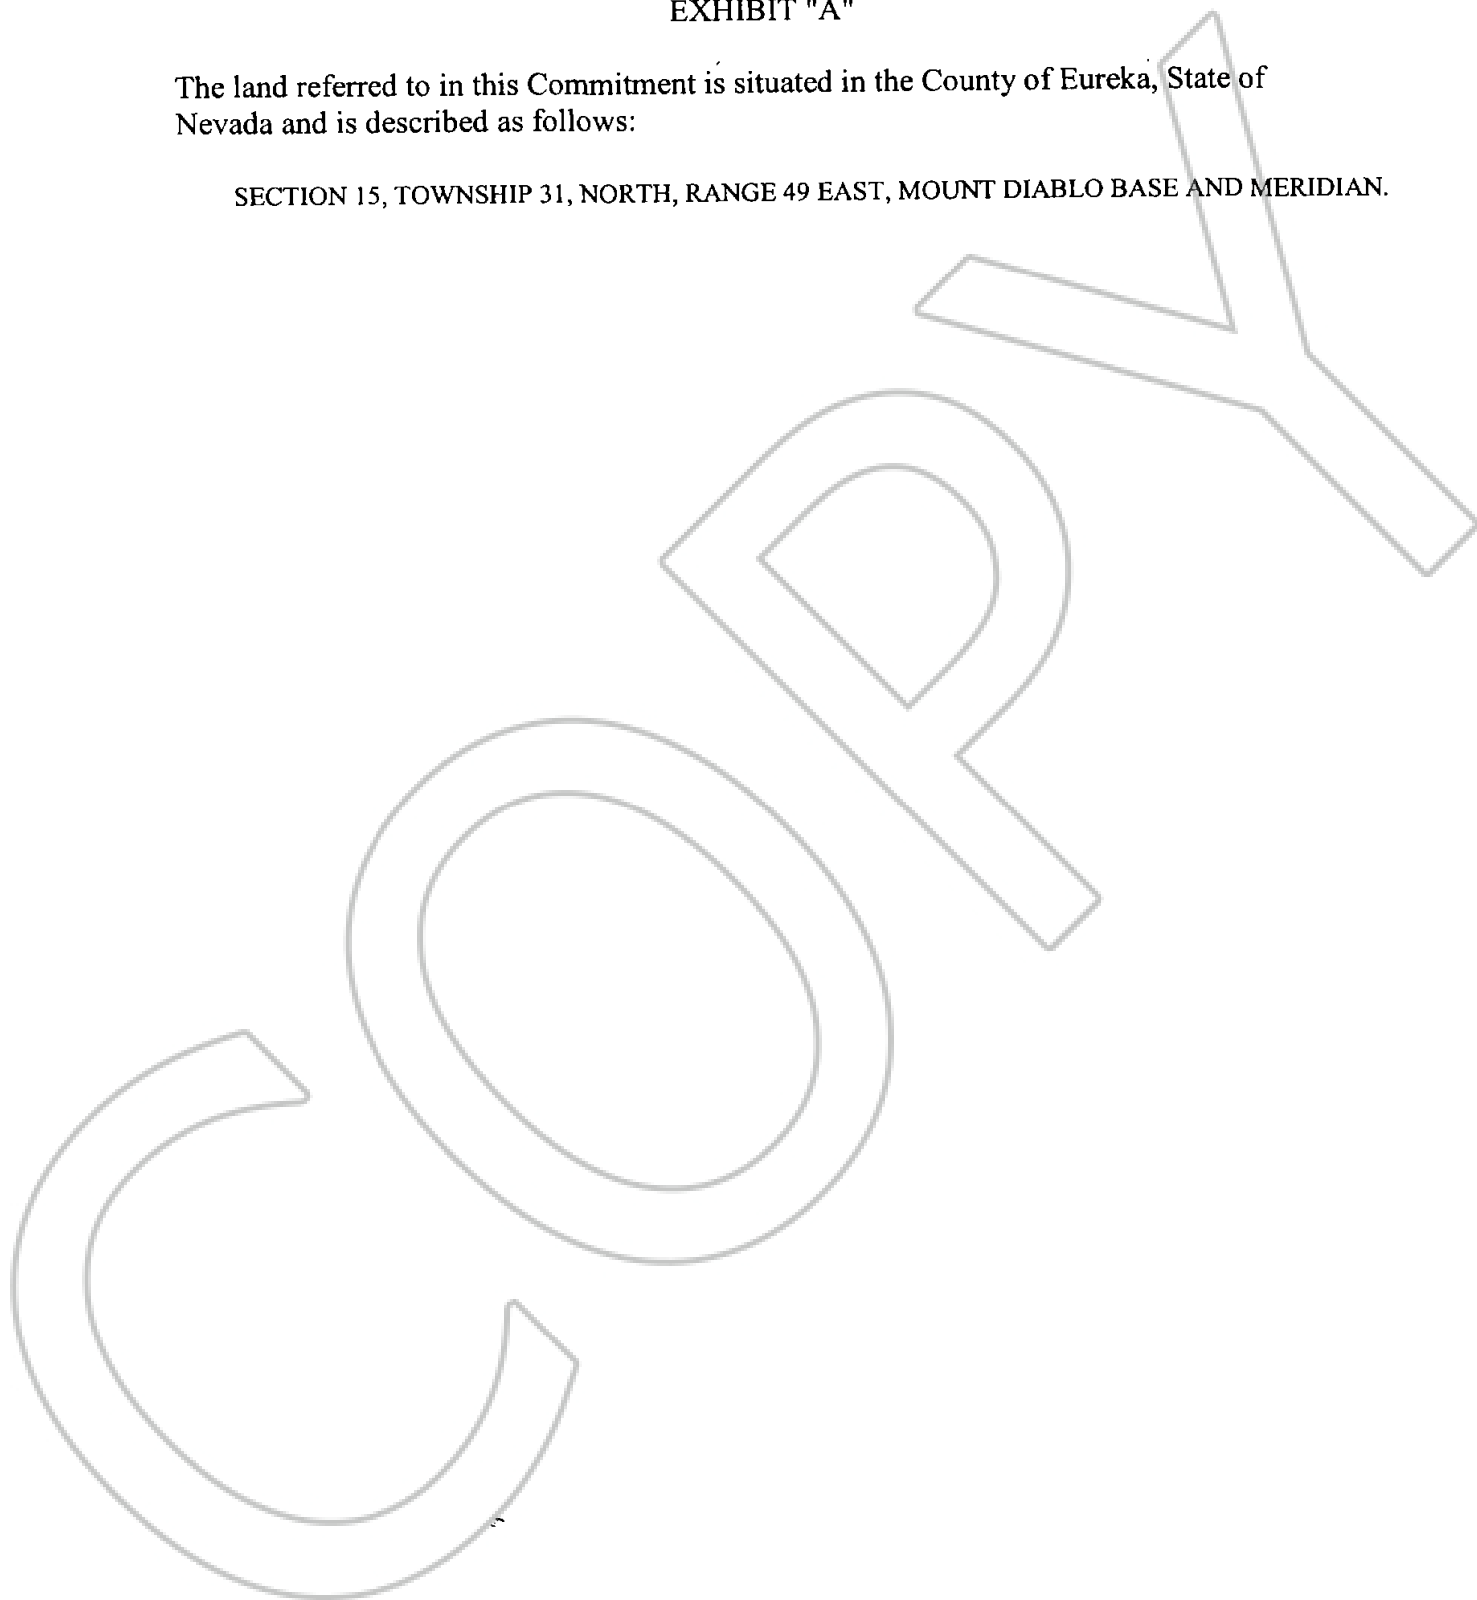 EXHIBIT "A"
The land referred to in this Commitment is situated in the County of Eureka, State of
Nevada and is described as follows:
SECTION 15, TOWNSHIP 31, NORTH, RANGE 49 EAST, MOUNT DIABLO BASE AND MERIDIAN.
COPY